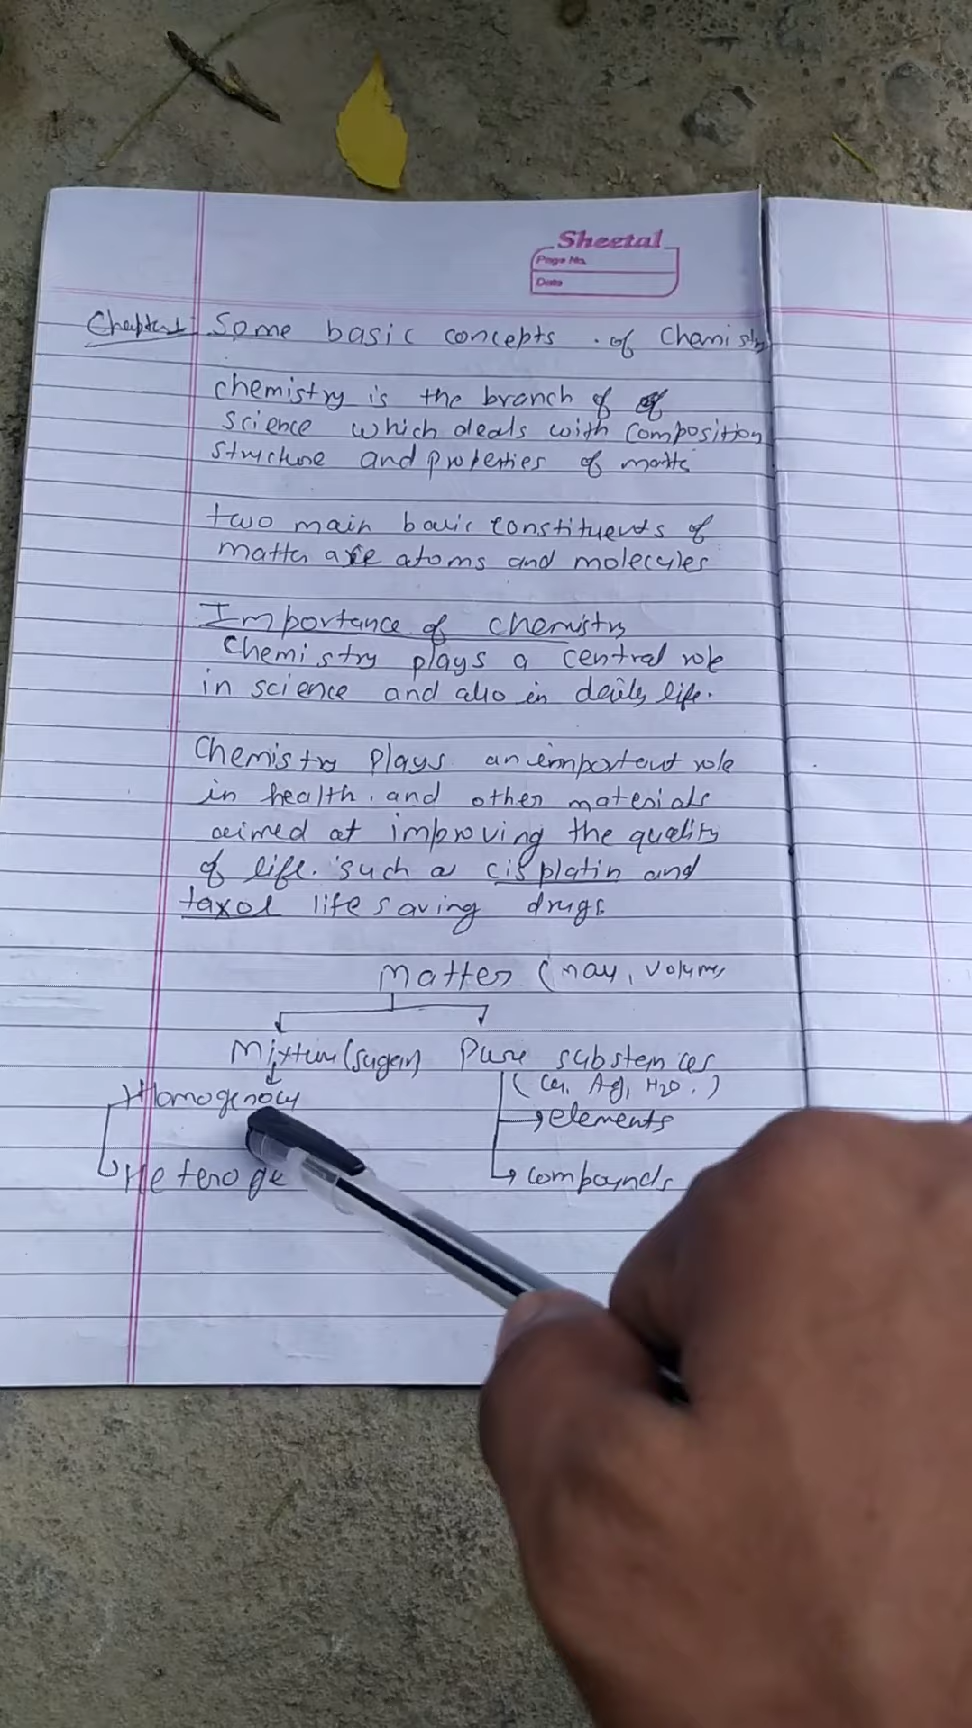 Sheetal
Page No.
Date
Chapter 1 Some basic concepts . of Chemistry
chemistry is the branch of of
science which deals with composition
structure and properties of matte
two main basic constituents of
matter are atoms and molecules
Importance of chemistry
Chemistry plays a central role
in science and also in daily life.
Chemistry plays an important role
in health and other materials
aimed at improving the quality
of life. such a cisplatin and
taxol life saving drugs.
Matter (mass, volume
Mixture (sugar) Pure substances
(Cu, Ag, H2O.)
Homogenous
elements
Heteroge
compounds